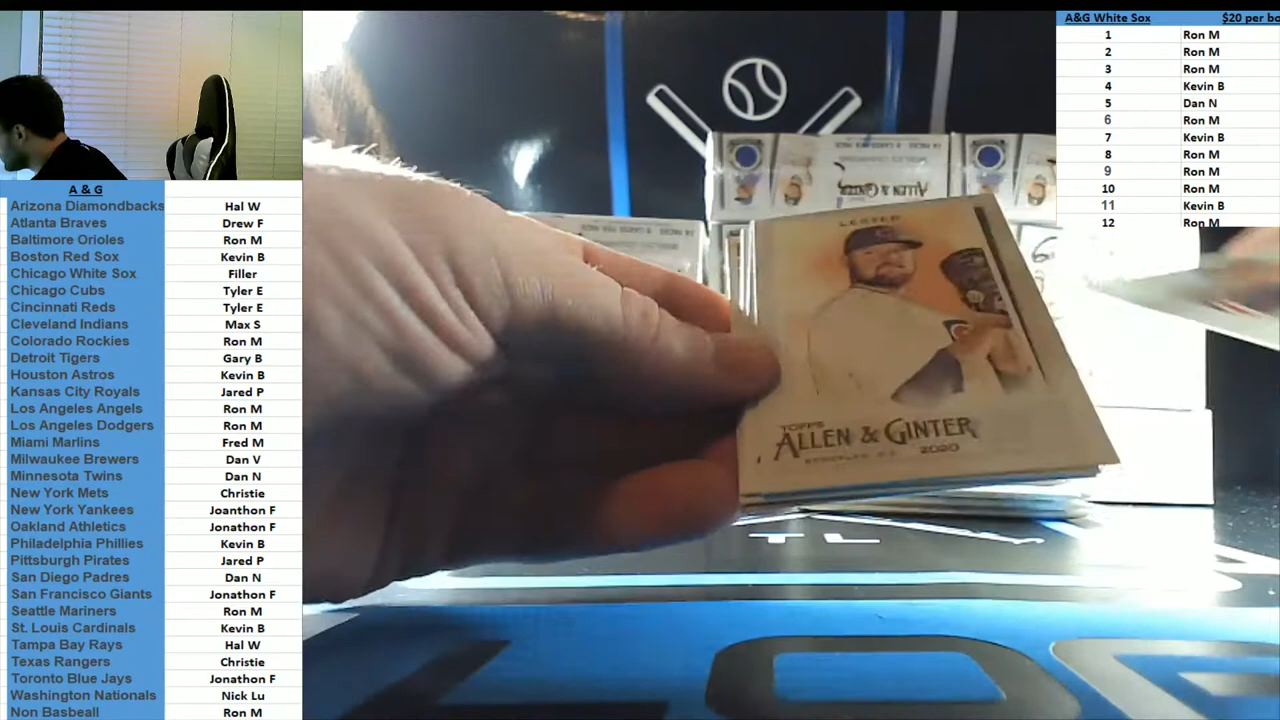 A & G
Arizona Diamondbacks Hal W
Atlanta Braves Drew F
Baltimore Orioles Ron M
Boston Red Sox Kevin B
Chicago White Sox Filler
Chicago Cubs Tyler E
Cincinnati Reds Tyler E
Cleveland Indians Max S
Colorado Rockies Ron M
Detroit Tigers Gary B
Houston Astros Kevin B
Kansas City Royals Jared P
Los Angeles Angels Ron M
Los Angeles Dodgers Ron M
Miami Marlins Fred M
Milwaukee Brewers Dan V
Minnesota Twins Dan N
New York Mets Christie
New York Yankees Joanthon F
Oakland Athletics Jonathon F
Philadelphia Phillies Kevin B
Pittsburgh Pirates Jared P
San Diego Padres Dan N
San Francisco Giants Jonathon F
Seattle Mariners Ron M
St. Louis Cardinals Kevin B
Tampa Bay Rays Hal W
Texas Rangers Christie
Toronto Blue Jays Jonathon F
Washington Nationals Nick Lu
Non Basbeall Ron M
LESTER
TOPPS
ALLEN & GINTER
BROOKLYN, N.Y. 2020
ALLEN & GINTER
A&G White Sox $20 per bo
1 Ron M
2 Ron M
3 Ron M
4 Kevin B
5 Dan N
6 Ron M
7 Kevin B
8 Ron M
9 Ron M
10 Ron M
11 Kevin B
12 Ron M